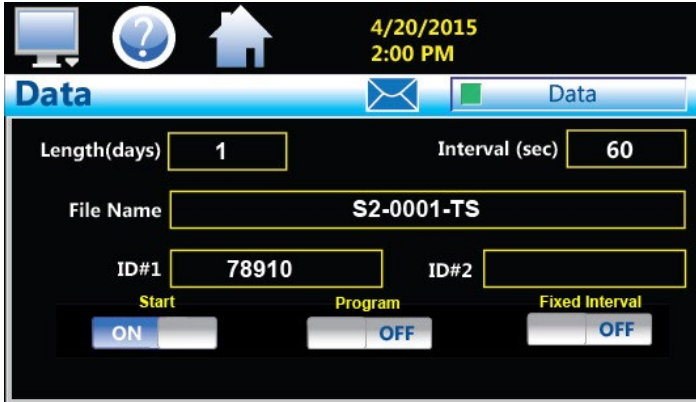 ?
4/20/2015
2:00 PM
Data
Data
Length(days) 1 Interval (sec) 60
File Name S2-0001-TS
ID#1 78910 ID#2
Start Program Fixed Interval
ON OFF OFF